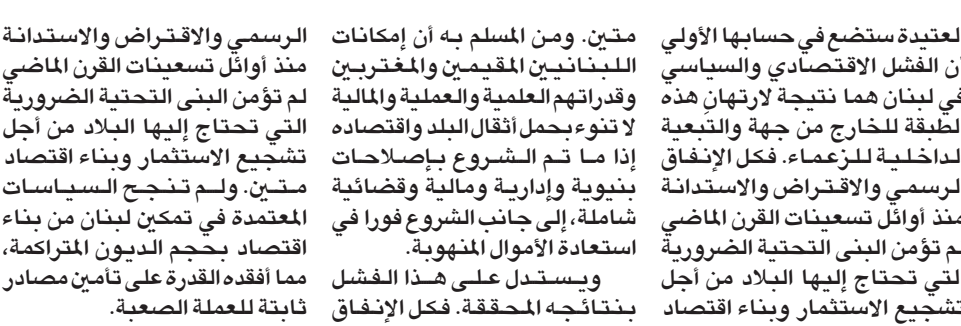 لعتيدة ستضع في حسابها الأولي
أن الفشل الاقتصادي والسياسي
في لبنان هما نتيجة لارتهانِ هذه
الطبقة للخارج من جهة والتبعية
الداخلية للزعماء. فكل الإنفاق
الرسمي والاقتراض والاستدانة
منذ أوائل تسعينات القرن الماضي
لم تؤمن البنى التحتية الضرورية
التي تحتاج إليها البلاد من أجل
تشجيع الاستثمار وبناء اقتصاد
متين. ومن المسلم به أن إمكانات
اللبنانيين المقيمين والمغتربين
وقدراتهم العلمية والعملية والمالية
لا تنوء بحمل أثقال البلد واقتصاده
إذا ما تم الشروع بإصلاحات
بنيوية وإدارية ومالية وقضائية
شاملة، إلى جانب الشروع فورا في
استعادة الأموال المنهوبة.
ويستدل على هذا الفشل
بنتائجه المحققة. فكل الإنفاق
الرسمي والاقتراض والاستدانة
منذ أوائل تسعينات القرن الماضي
لم تؤمن البنى التحتية الضرورية
التي تحتاج إليها البلاد من أجل
تشجيع الاستثمار وبناء اقتصاد
متين. ولم تنجح السياسات
المعتمدة في تمكين لبنان من بناء
اقتصاد بحجم الديون المتراكمة،
مما أفقده القدرة على تأمين مصادر
ثابتة للعملة الصعبة.